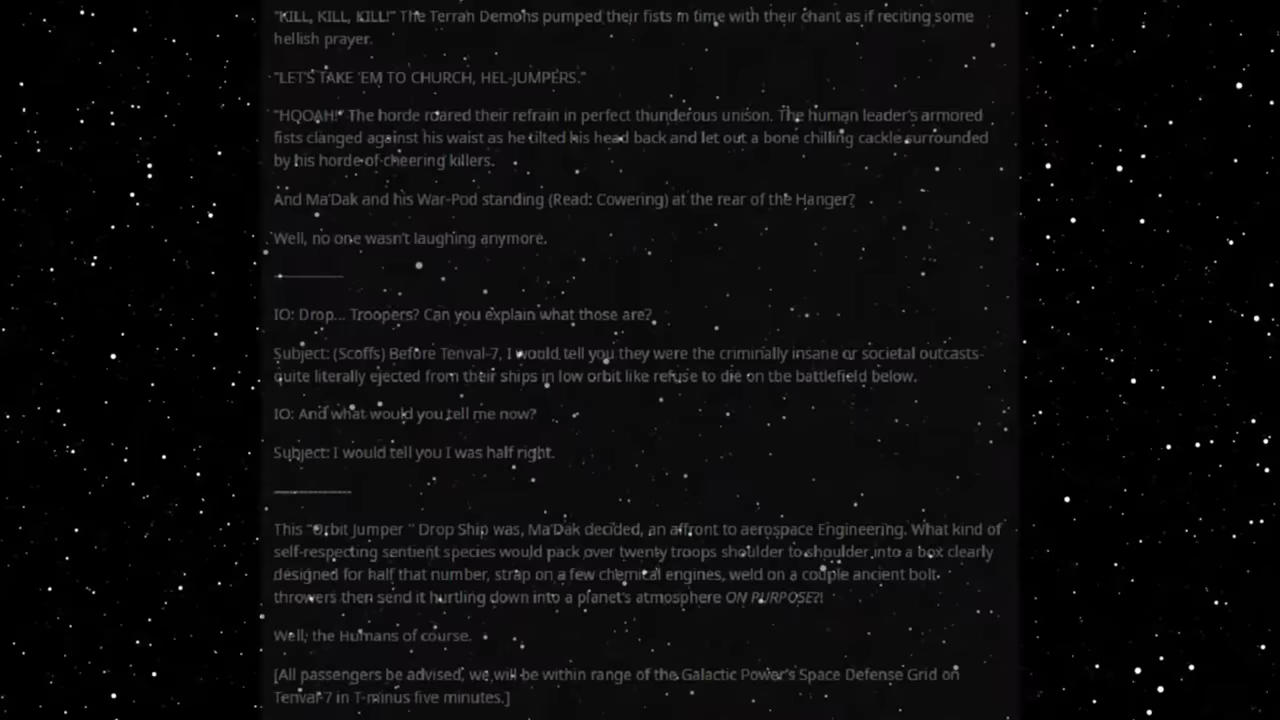 "KILL, KILL, KILL!" The Terran Demons pumped their fists in time with their chant as if reciting some
hellish prayer.
"LET'S TAKE 'EM TO CHURCH, HEL-JUMPERS."
"HOOAH!" The horde roared their refrain in perfect thunderous unison. The human leader's armored
fists clanged against his waist as he tilted his head back and let out a bone chilling cackle surrounded
by his horde of cheering killers.
And Ma'Dak and his War-Pod standing (Read: Cowering) at the rear of the Hanger?
Well, no one wasn't laughing anymore.
IO: Drop... Troopers? Can you explain what those are?
Subject: (Scoffs) Before Tenval-7, I would tell you they were the criminally insane or societal outcasts-
quite literally ejected from their ships in low orbit like refuse to die on the battlefield below.
IO: And what would you tell me now?
Subject: I would tell you I was half right.
This "Orbit Jumper " Drop Ship was, Ma'Dak decided, an affront to aerospace Engineering. What kind of
self-respecting sentient species would pack over twenty troops shoulder to shoulder into a box clearly
designed for half that number, strap on a few chemical engines, weld on a couple ancient bolt-
throwers then send it hurtling down into a planet's atmosphere ON PURPOSE?!
Well, the Humans of course.
[All passengers be advised, we will be within range of the Galactic Power's Space Defense Grid on
Tenval-7 in T-minus five minutes.]